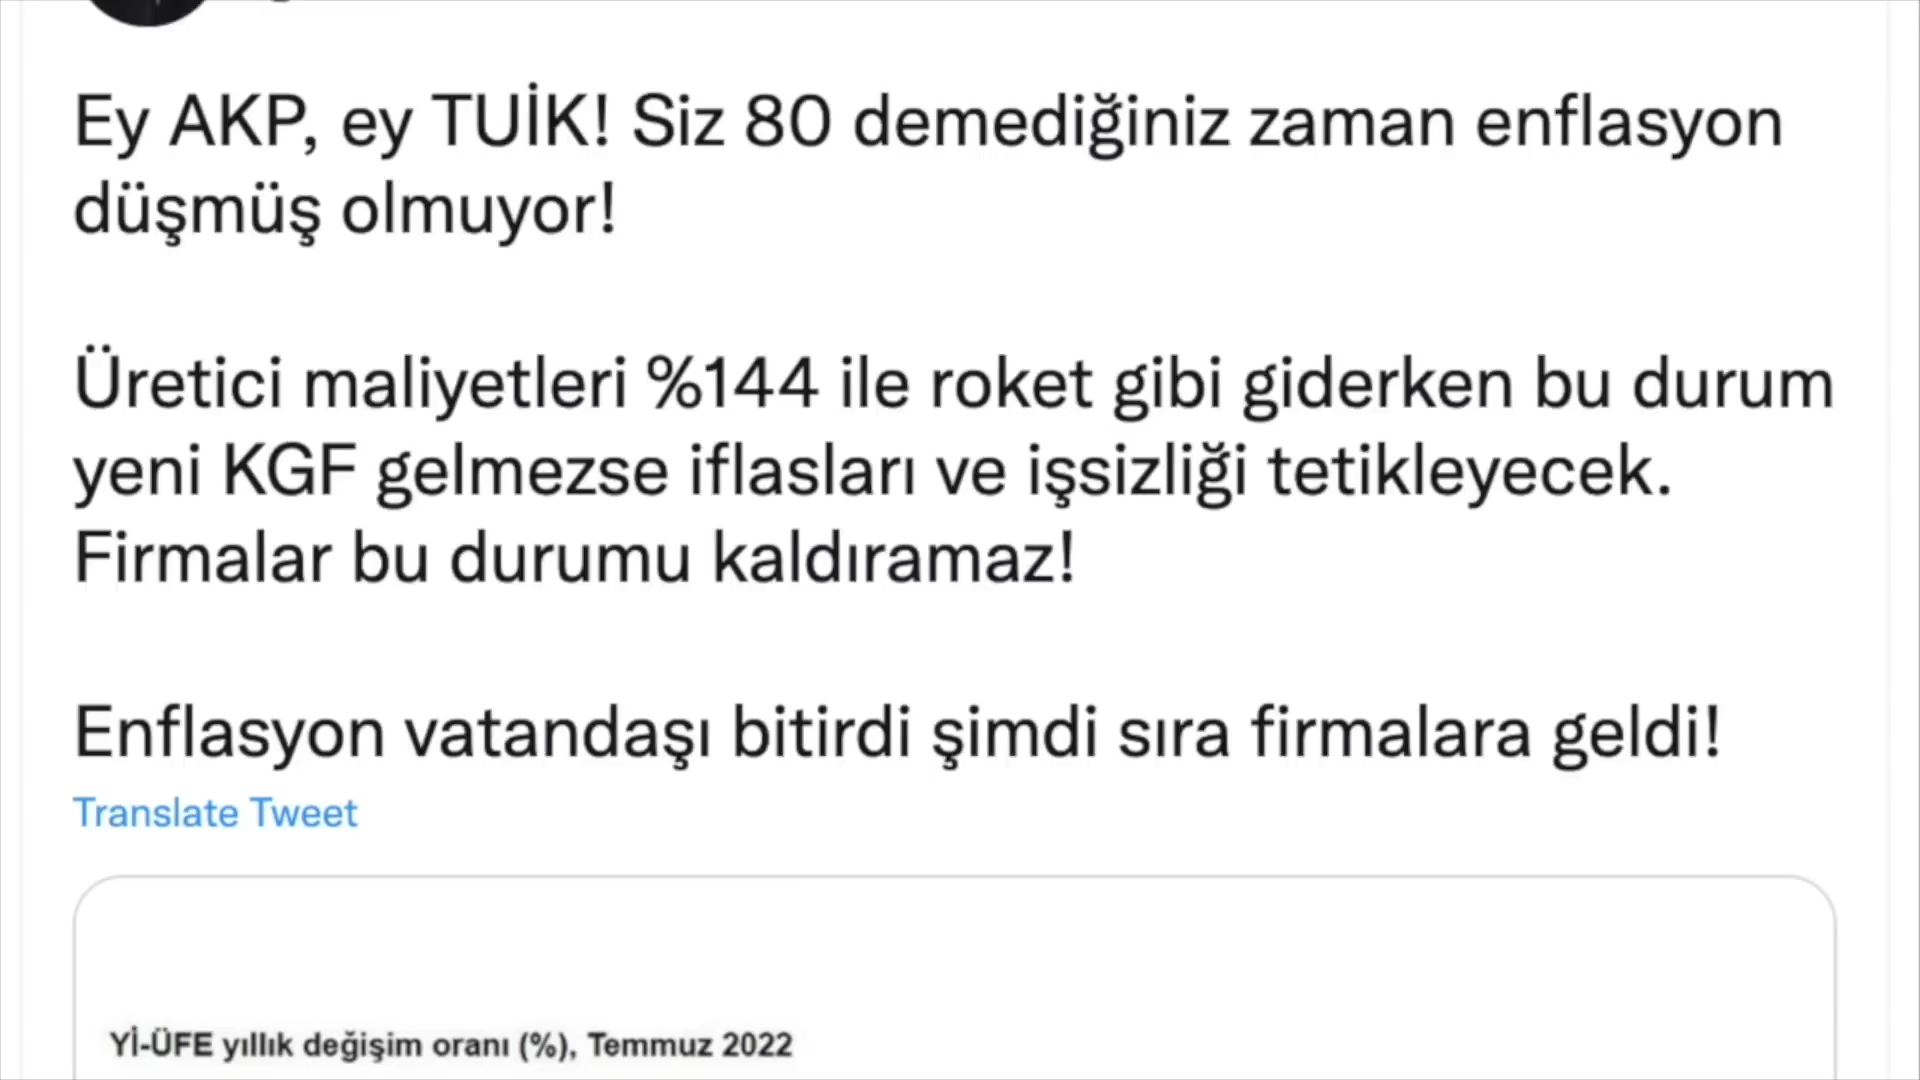 Ey AKP, ey TUİK! Siz 80 demediğiniz zaman enflasyon
düşmüş olmuyor!
Üretici maliyetleri %144 ile roket gibi giderken bu durum
yeni KGF gelmezse iflasları ve işsizliği tetikleyecek.
Firmalar bu durumu kaldıramaz!
Enflasyon vatandaşı bitirdi şimdi sıra firmalara geldi!
Translate Tweet
Yİ-ÜFE yıllık değişim oranı (%), Temmuz 2022